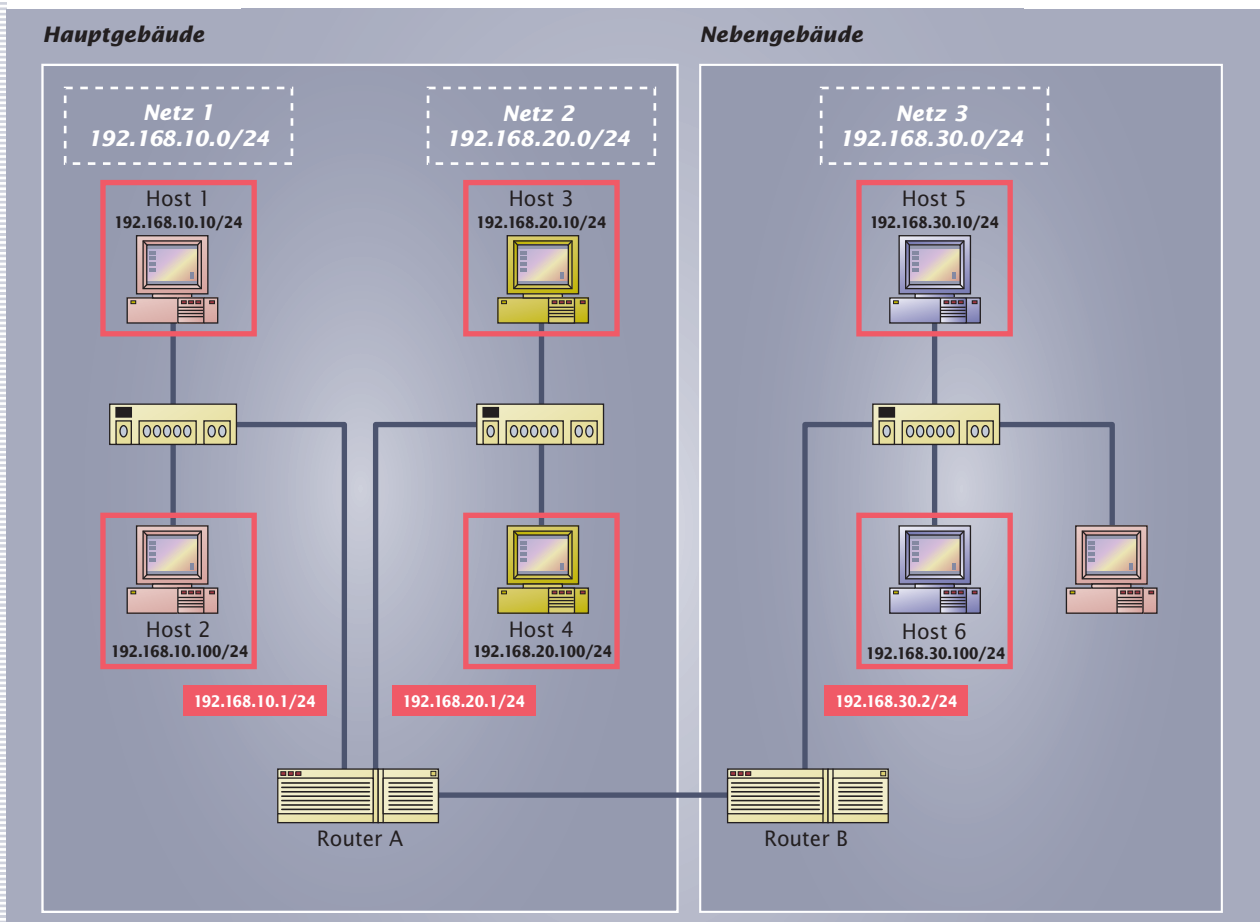 Hauptgebäude
Nebengebäude
Netz 1
192.168.10.0/24
Netz 2
192.168.20.0/24
Netz 3
192.168.30.0/24
Host 1
192.168.10.10/24
Host 3
192.168.20.10/24
Host 5
192.168.30.10/24
Host 2
192.168.10.100/24
Host 4
192.168.20.100/24
Host 6
192.168.30.100/24
192.168.10.1/24
192.168.20.1/24
192.168.30.2/24
Router A
Router B